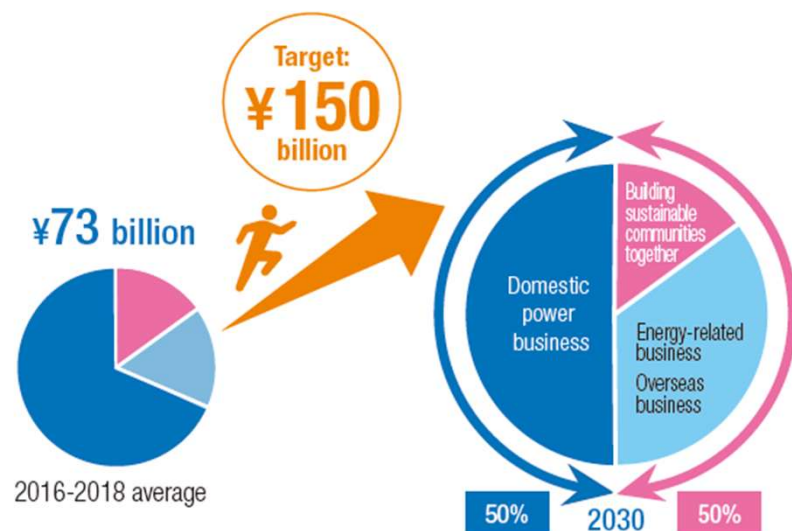 Target:
¥150
billion
¥73 billion
2016-2018 average
Domestic
power
business
Building
sustainable
communities
together
Energy-related
business
Overseas
business
50%
2030
50%